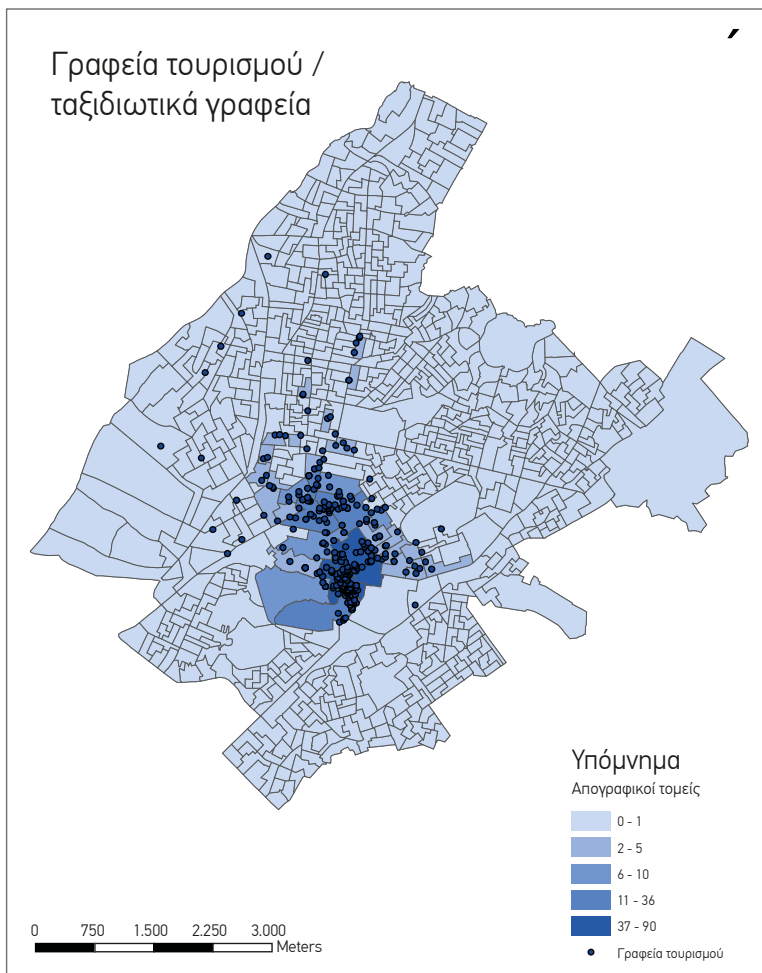 Γραφεία τουρισμού /
ταξιδιωτικά γραφεία
Υπόμνημα
Απογραφικοί τομείς
0 - 1
2 - 5
6 - 10
11 - 36
37 - 90
Γραφεία τουρισμού
0 750 1.500 2.250 3.000
Meters